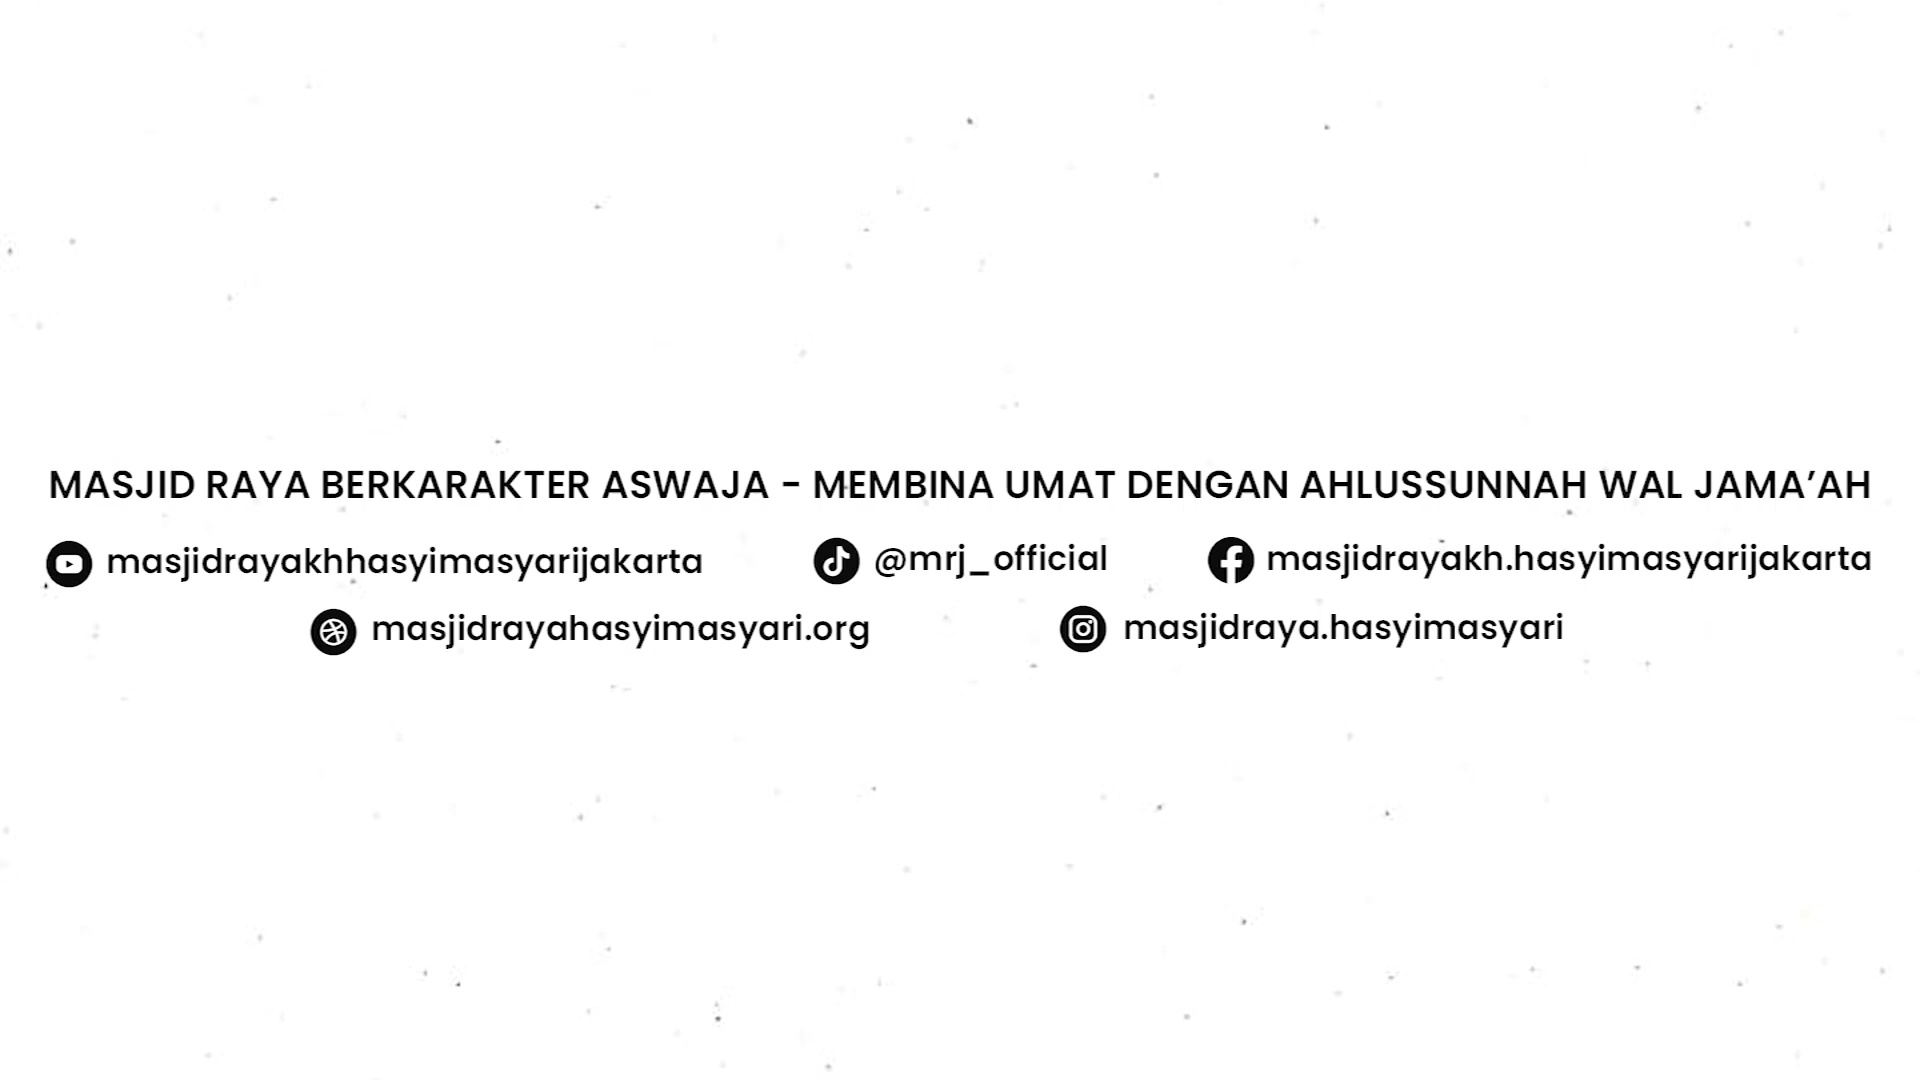 MASJID RAYA BERKARAKTER ASWAJA - MEMBINA UMAT DENGAN AHLUSSUNNAH WAL JAMA’AH
masjidrayakhhasyimasyarijakarta @mrj_official masjidrayakh.hasyimasyarijakarta
masjidrayahasyimasyari.org masjidraya.hasyimasyari